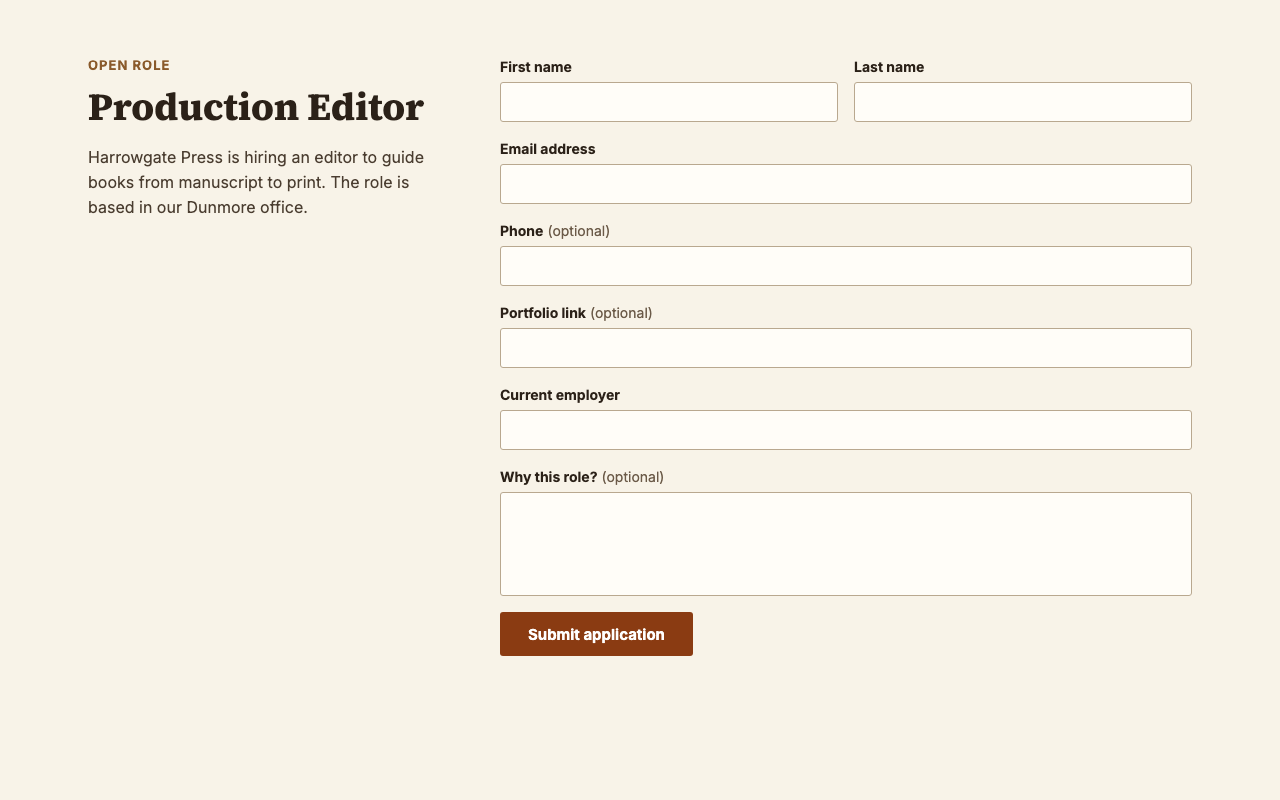 OPEN ROLE
Production Editor
Harrowgate Press is hiring an editor to guide
books from manuscript to print. The role is
based in our Dunmore office.
First name
Last name
Email address
Phone (optional)
Portfolio link (optional)
Current employer
Why this role? (optional)
Submit application